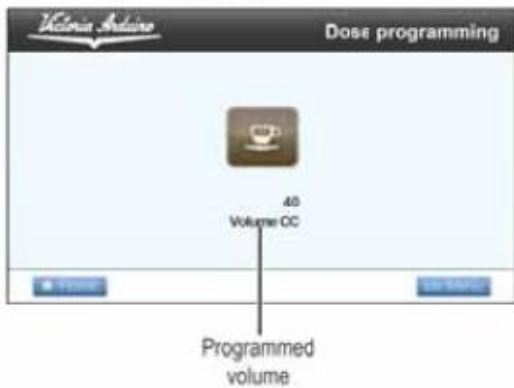 Victoria Arduino
Dose programming
40
Volume CC
Programmed
volume